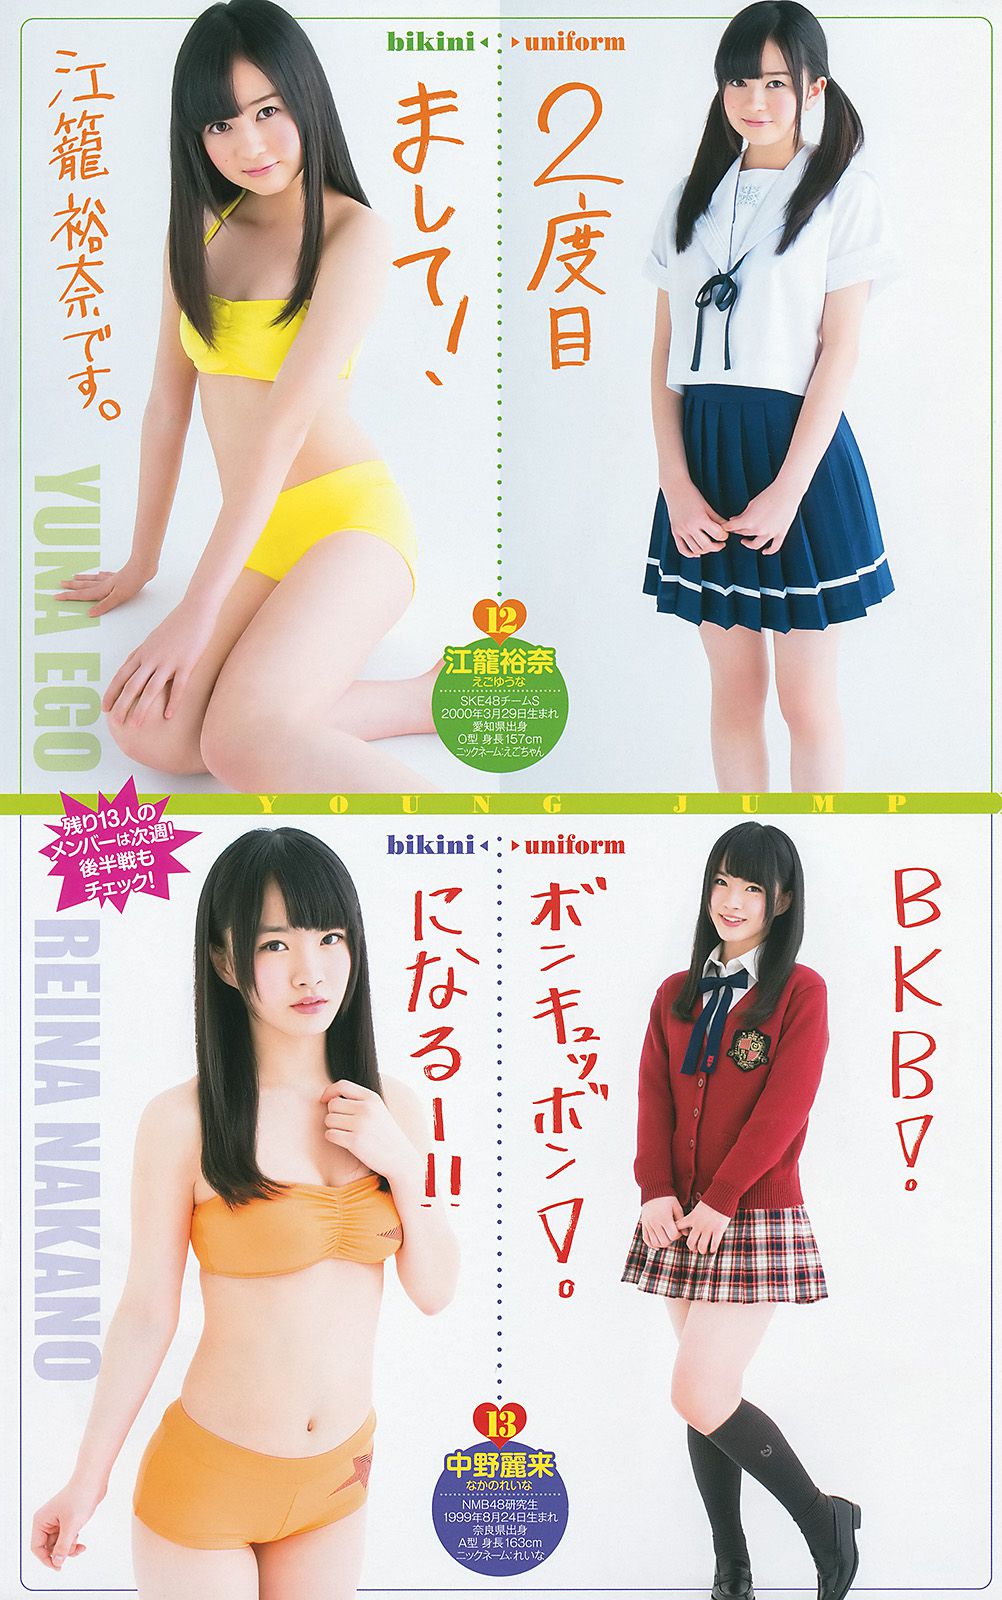 bikini ◂ ▸ uniform
2度目
まして!、
江籠裕奈です。
YUNA EGO
12
江籠裕奈
えごゆうな
SKE48チームS
2000年3月29日生まれ
愛知県出身
O型 身長157cm
ニックネーム:えごちゃん
YOUNG JUMP
残り13人の
メンバーは次週!
後半戦も
チェック!
bikini ◂ ▸ uniform
BKB!。
ボンキュッボン!。
になるー!!
REINA NAKANO
13
中野麗来
なかのれいな
NMB48研究生
1999年8月24日生まれ
奈良県出身
A型 身長163cm
ニックネーム:れいな